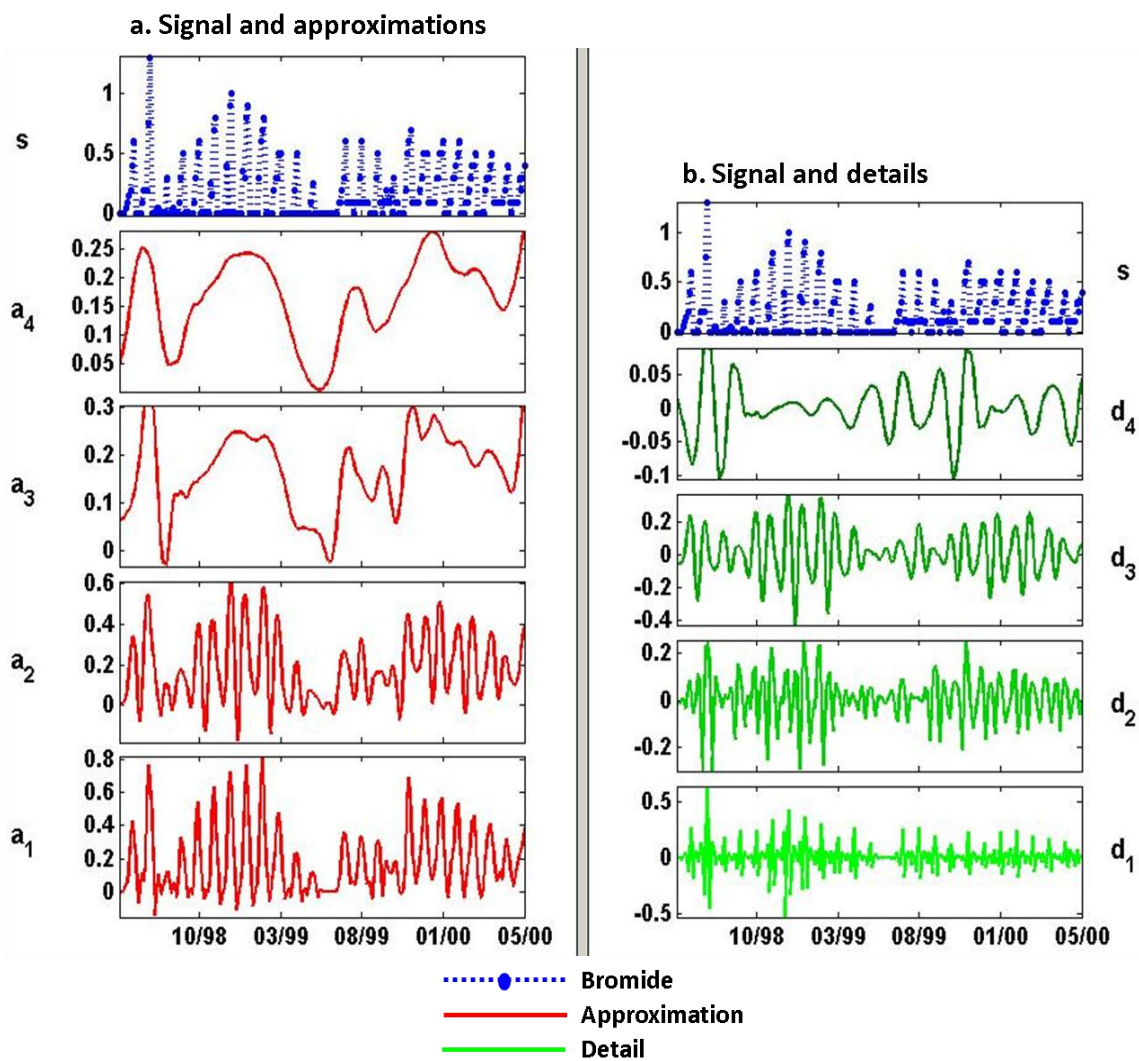 a. Signal and approximations
s
1
0.5
0
a4
0.25
0.2
0.15
0.1
0.05
a3
0.3
0.2
0.1
0
a2
0.6
0.4
0.2
0
a1
0.8
0.6
0.4
0.2
0
10/98 03/99 08/99 01/00 05/00
b. Signal and details
1
0.5
0
s
0.05
0
-0.05
-0.1
d4
0.2
0
-0.2
-0.4
d3
0.2
0
-0.2
d2
0.5
0
-0.5
d1
10/98 03/99 08/99 01/00 05/00
Bromide
Approximation
Detail